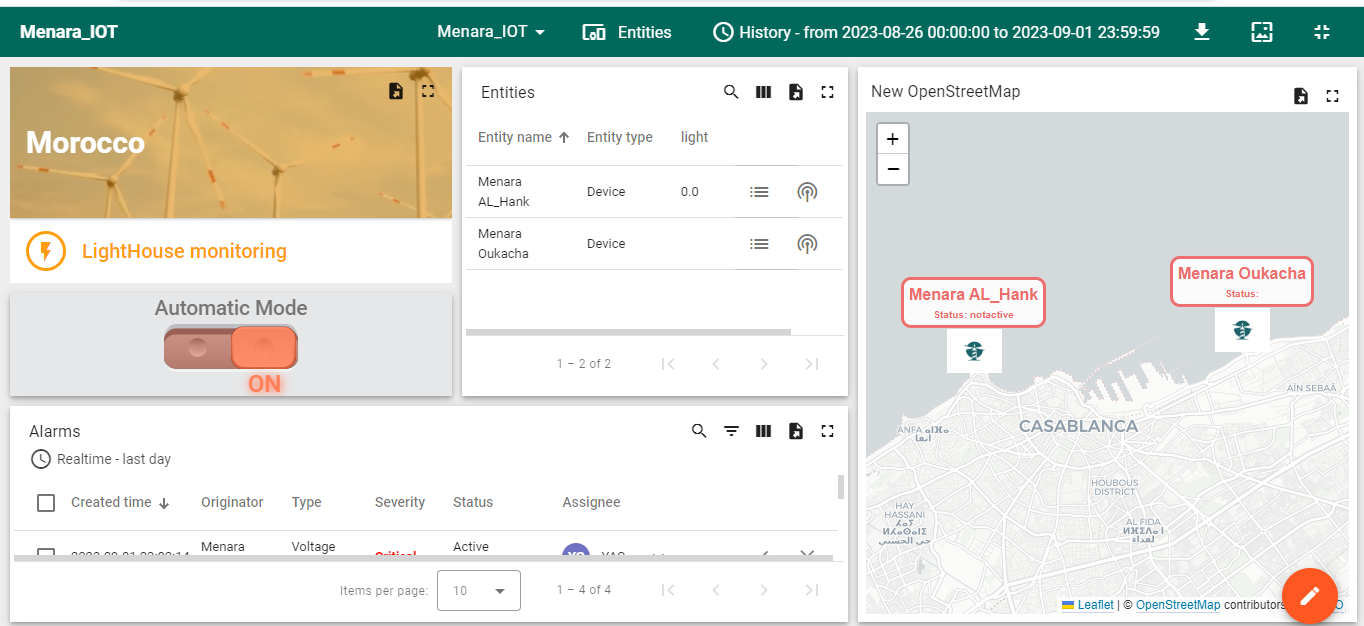 Menara_IOT
Menara_IOT
Entities
History - from 2023-08-26 00:00:00 to 2023-09-01 23:59:59
Morocco
LightHouse monitoring
Automatic Mode
ON
Entities
Entity name Entity type light
Menara AL_Hank Device 0.0
Menara Oukacha Device
1 – 2 of 2
Alarms
Realtime - last day
Created time Originator Type Severity Status Assignee
Menara Voltage Critical Active
Items per page: 10 1 – 4 of 4
New OpenStreetMap
+
−
Menara AL_Hank
Status: notactive
Menara Oukacha
Status:
AÏN SEBAÂ
ANFA ⴰⵏⴼⴰ
أنفا
CASABLANCA
HOUBOUS
DISTRICT
HAY
HASSANI
حي الحسني
AL FIDA
الفداء
Leaflet | © OpenStreetMap contributors